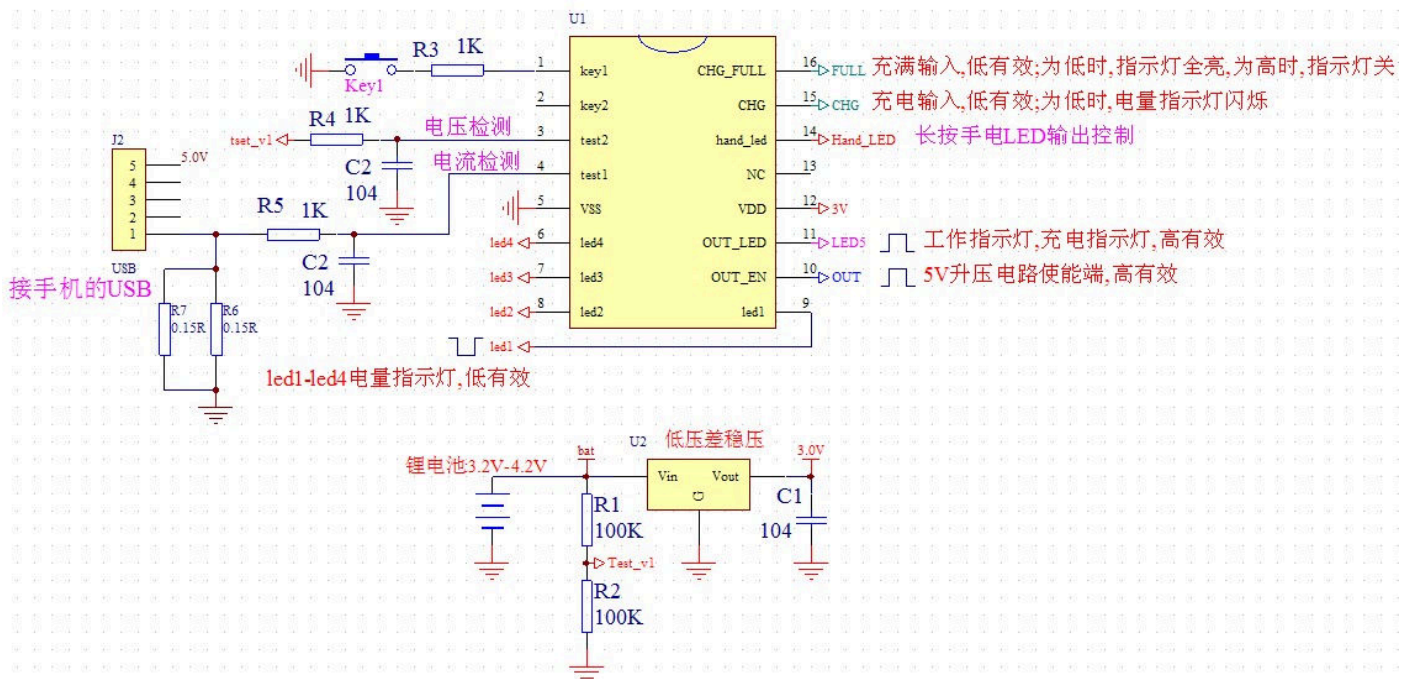 U1
R3 1K
Key1
1 key1
2 key2
R4 1K
tset_v1
电压检测
3 test2
C2
104
电流检测
4 test1
5 VSS
led4 6 led4
led3 7 led3
led2 8 led2
CHG_FULL 16 FULL 充满输入,低有效;为低时,指示灯全亮,为高时,指示灯关
CHG 15 CHG 充电输入,低有效;为低时,电量指示灯闪烁
hand_led 14 Hand_LED 长按手电LED输出控制
NC 13
VDD 12 3V
OUT_LED 11 LED5 工作指示灯,充电指示灯,高有效
OUT_EN 10 OUT 5V升压电路使能端,高有效
led1 9
J2
5 5.0V
4
3
2
1
USB
接手机的USB
R5 1K
C2
104
R7
0.15R
R6
0.15R
led1
led1-led4电量指示灯,低有效
锂电池:3.2V-4.2V
bat
U2 低压差稳压
Vin Vout
G
3.0V
C1
104
R1
100K
Test_v1
R2
100K